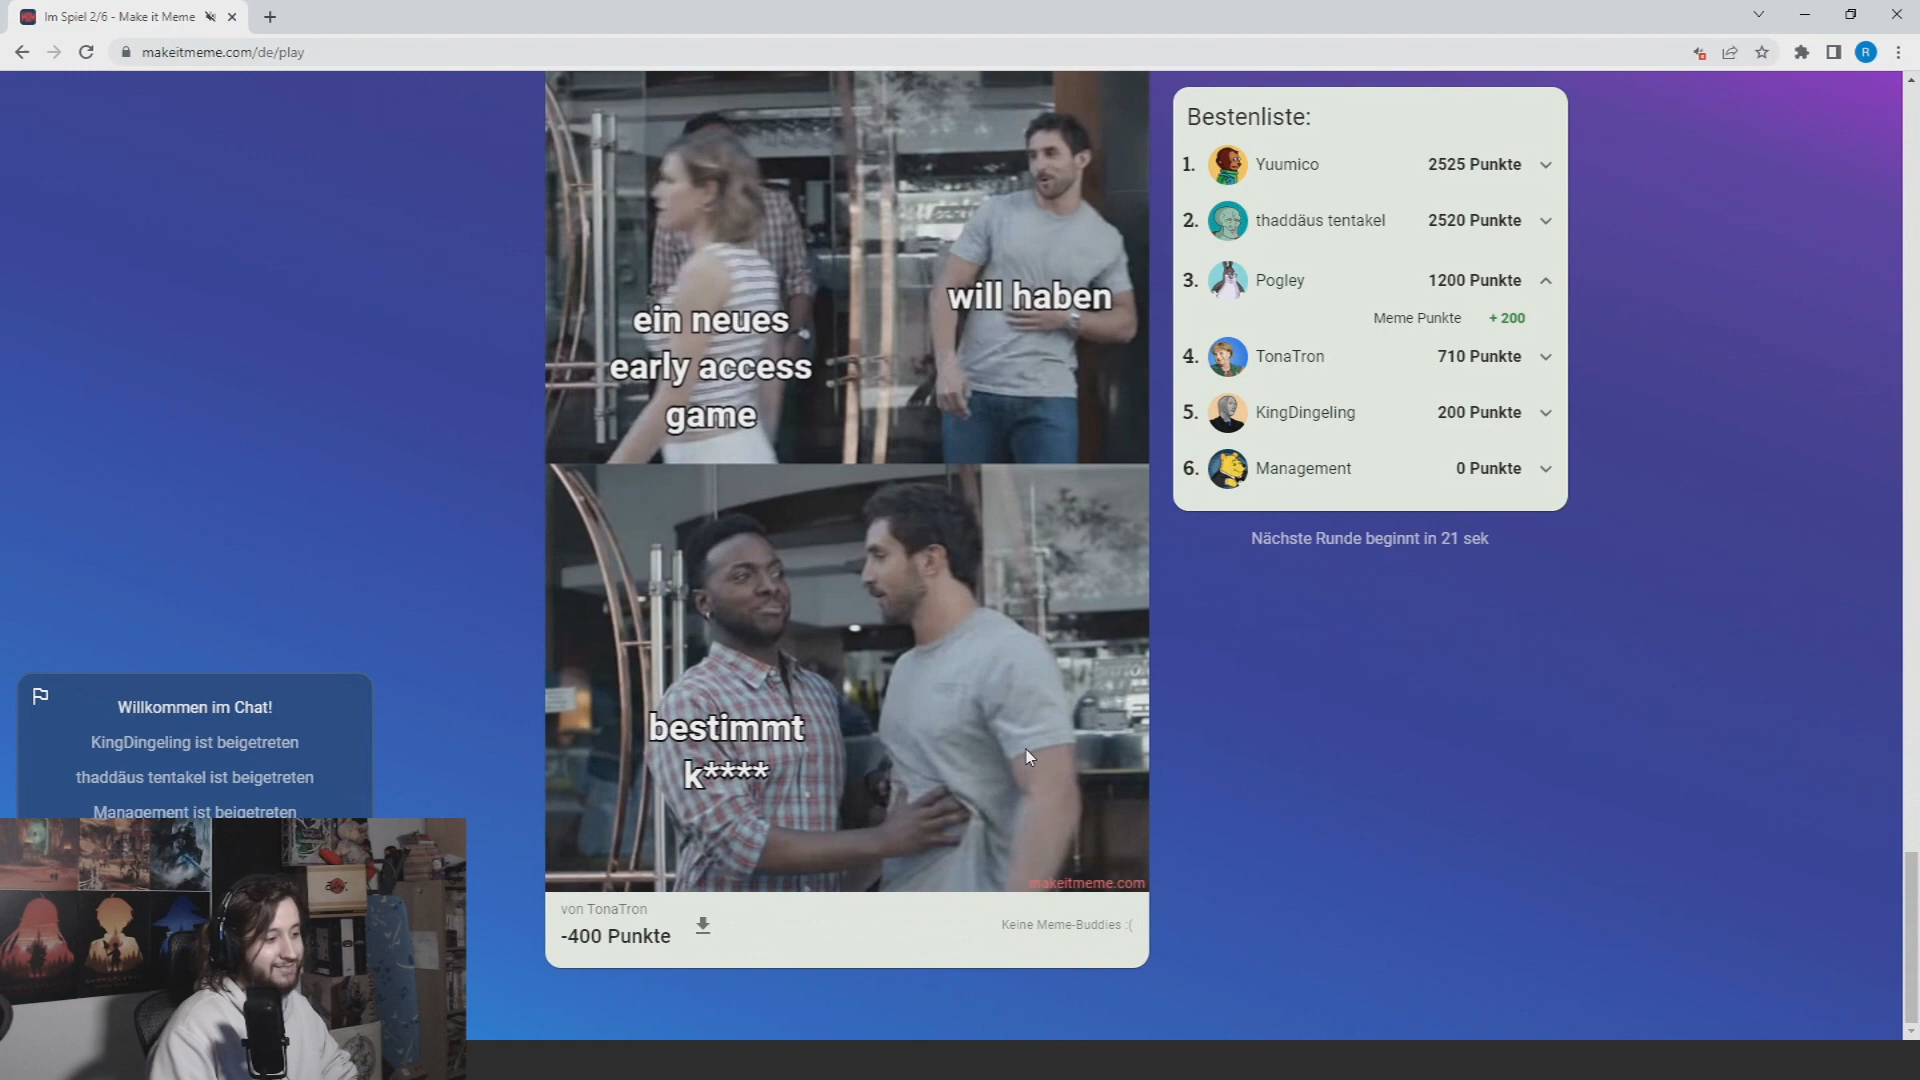 Im Spiel 2/6 - Make it Meme
makeitmeme.com/de/play
R
ein neues
early access
game
will haben
bestimmt
k****
makeitmeme.com
von TonaTron
-400 Punkte
Keine Meme-Buddies :(
Bestenliste:
1. Yuumico 2525 Punkte
2. thaddäus tentakel 2520 Punkte
3. Pogley 1200 Punkte
Meme Punkte + 200
4. TonaTron 710 Punkte
5. KingDingeling 200 Punkte
6. Management 0 Punkte
Nächste Runde beginnt in 21 sek
Willkommen im Chat!
KingDingeling ist beigetreten
thaddäus tentakel ist beigetreten
Management ist beigetreten